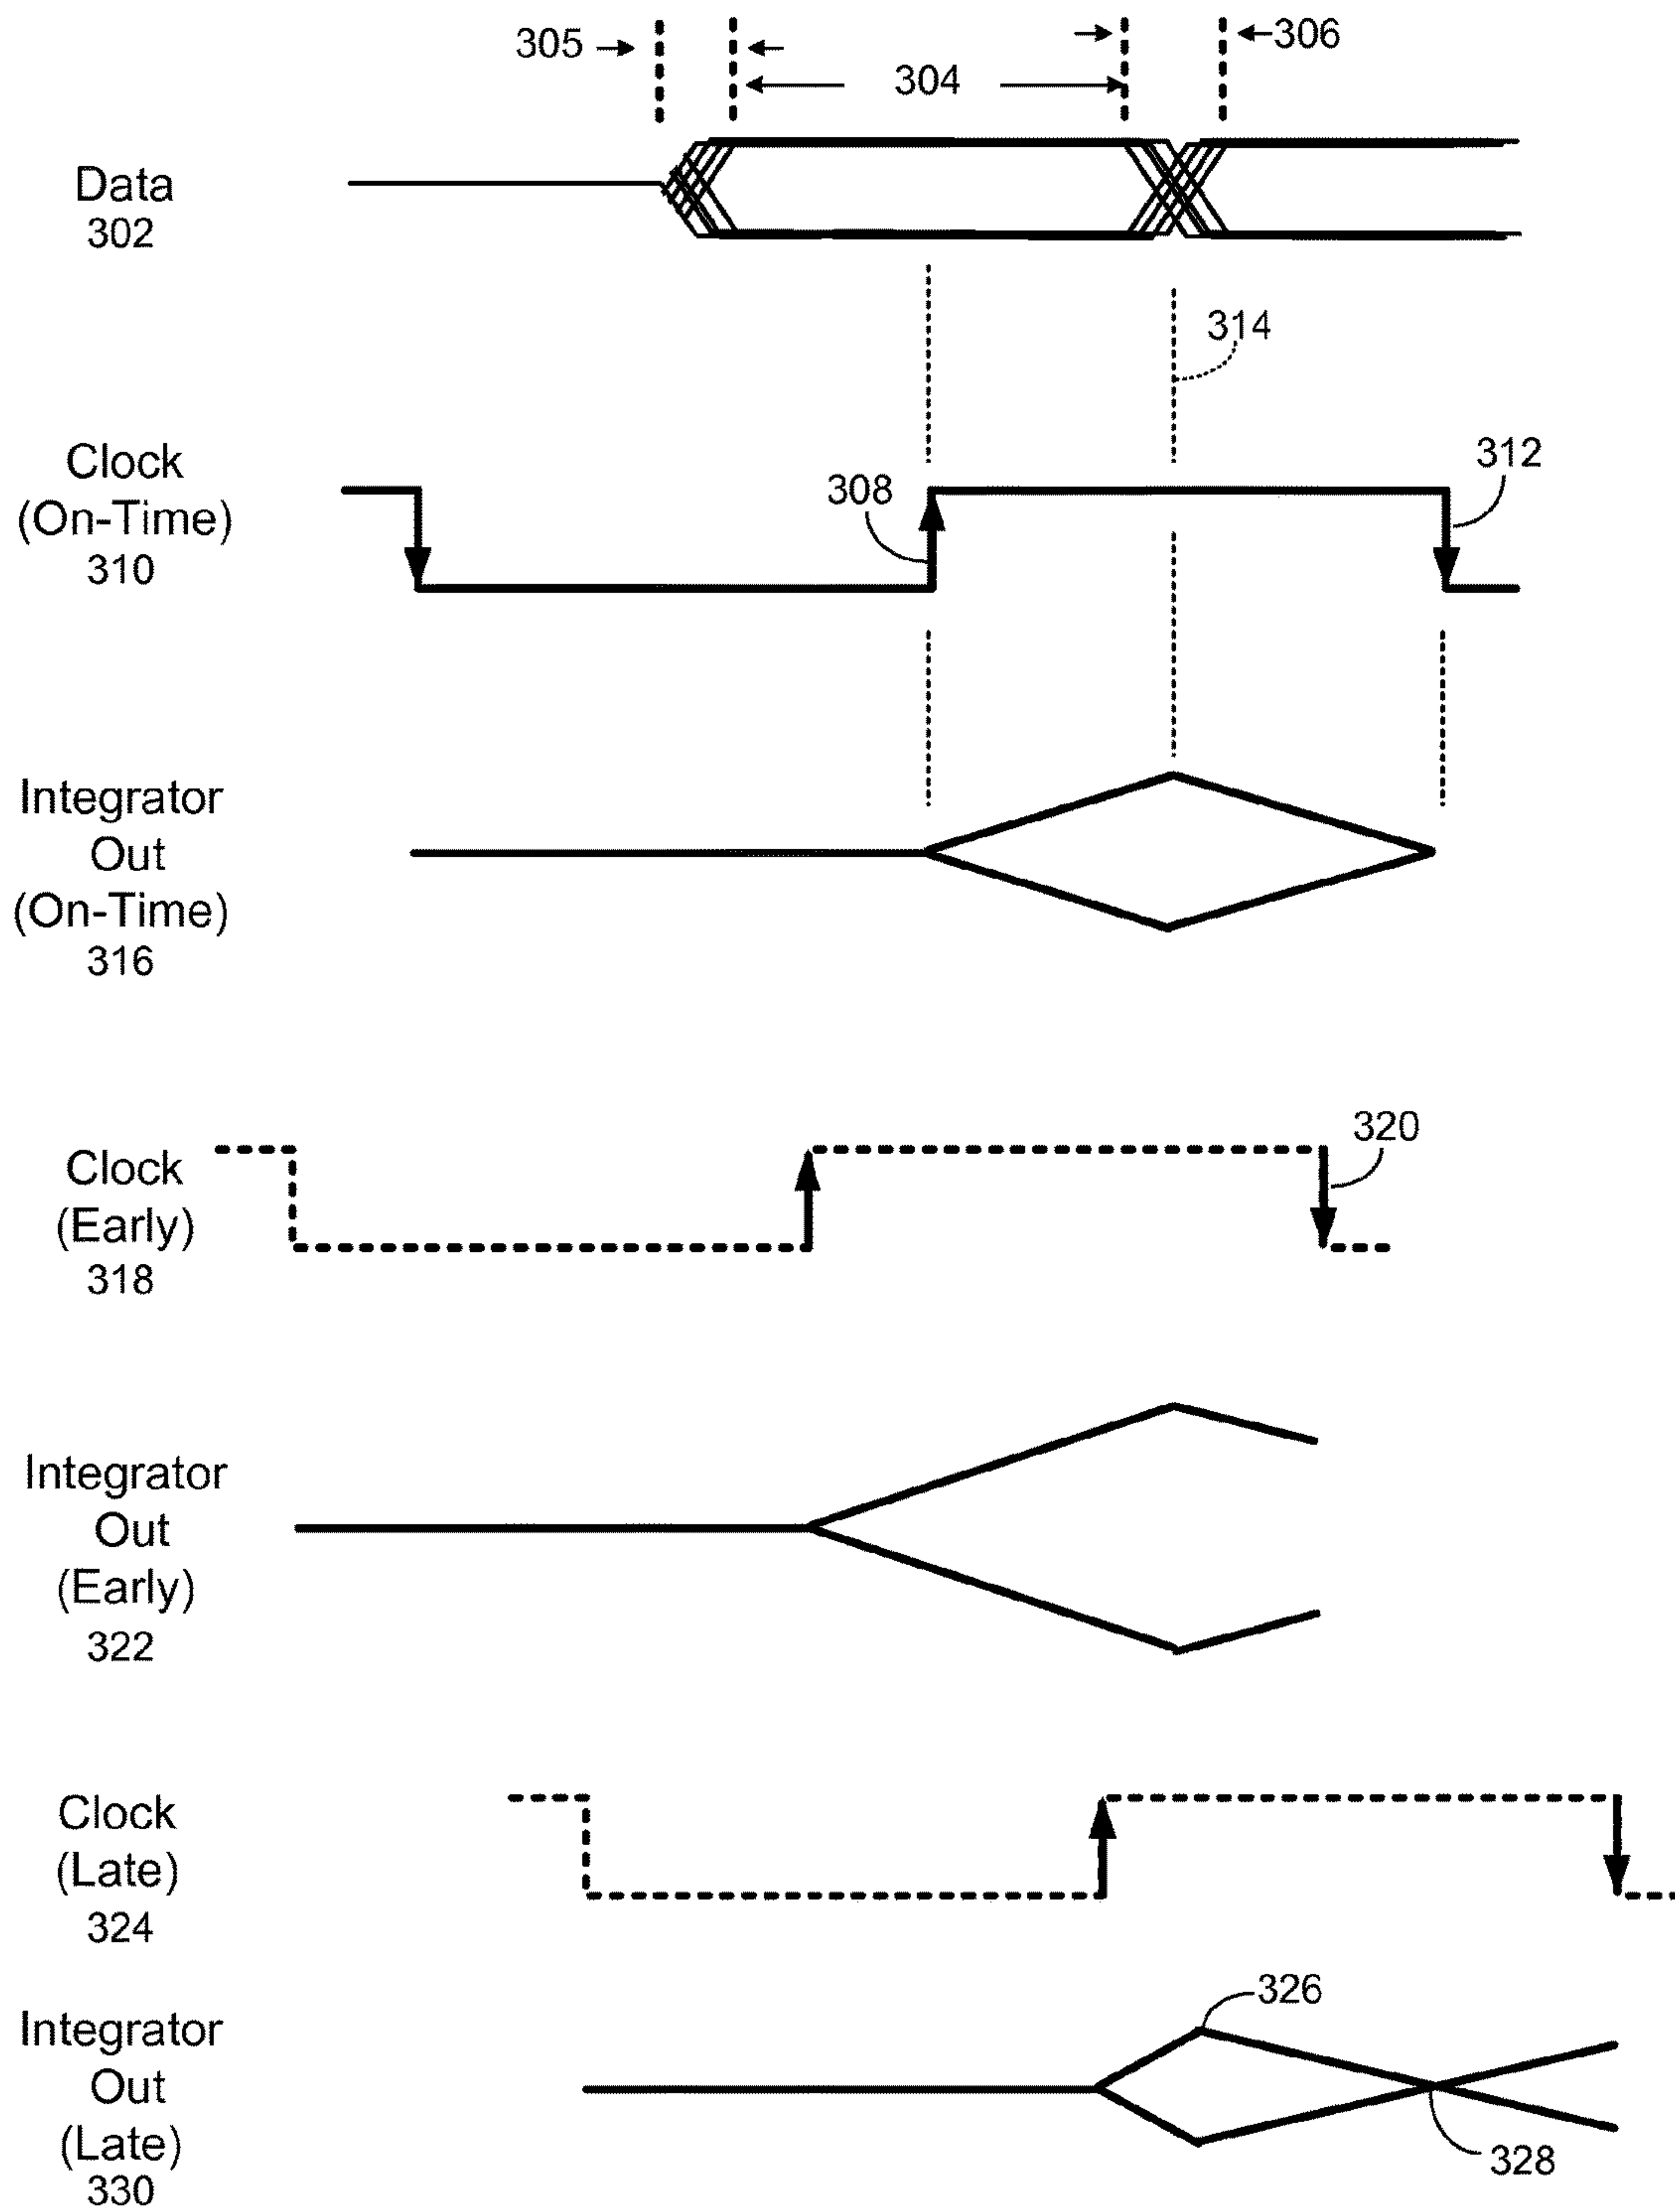 305
306
304
Data
302
314
Clock
(On-Time)
310
308
312
Integrator
Out
(On-Time)
316
320
Clock
(Early)
318
Integrator
Out
(Early)
322
Clock
(Late)
324
326
Integrator
Out
(Late)
330
328